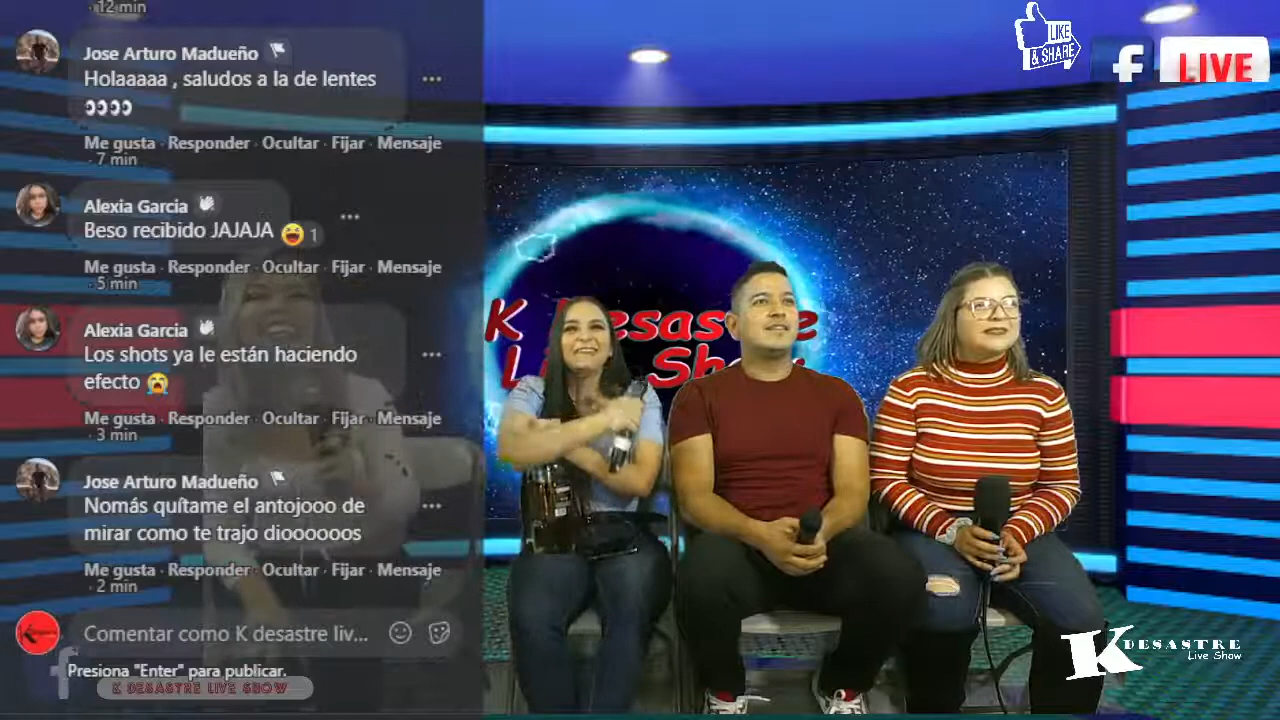 12 min
Jose Arturo Madueño
Holaaaaa , saludos a la de lentes
👀👀
Me gusta · Responder · Ocultar · Fijar · Mensaje
· 7 min
Alexia Garcia
Beso recibido JAJAJA
😆 1
Me gusta · Responder · Ocultar · Fijar · Mensaje
· 5 min
Alexia Garcia
Los shots ya le están haciendo
efecto 😭
Me gusta · Responder · Ocultar · Fijar · Mensaje
· 3 min
Jose Arturo Madueño
Nomás quítame el antojooo de
mirar como te trajo dioooooos
Me gusta · Responder · Ocultar · Fijar · Mensaje
· 2 min
Comentar como K desastre liv...
Presiona "Enter" para publicar.
K DESASTRE LIVE SHOW
LIKE
& SHARE
f
LIVE
K
K DESASTRE
Live Show